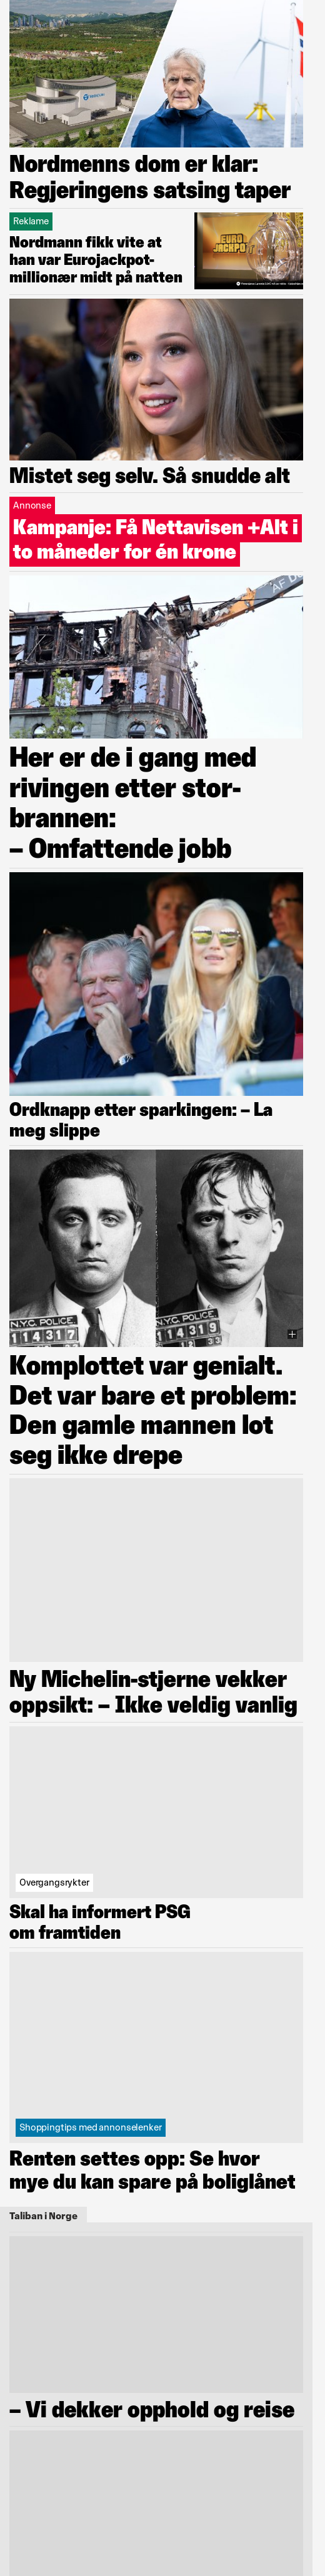 Nordmenns dom er klar:
Regjeringens satsing taper
Reklame
Nordmann fikk vite at
han var Eurojackpot-
millionær midt på natten
EURO
JACKPO
Mistet seg selv. Så snudde alt
Annonse
Kampanje: Få Nettavisen +Alt i
to måneder for én krone
AF D
Her er de i gang med
rivingen etter stor-
brannen:
– Omfattende jobb
Ordknapp etter sparkingen: – La
meg slippe
N.Y.C. POLICE
114317
N.Y.C. POLICE
114319
Komplottet var genialt.
Det var bare et problem:
Den gamle mannen lot
seg ikke drepe
Ny Michelin-stjerne vekker
oppsikt: – Ikke veldig vanlig
Overgangsrykter
Skal ha informert PSG
om framtiden
Shoppingtips med annonselenker
Renten settes opp: Se hvor
mye du kan spare på boliglånet
Taliban i Norge
– Vi dekker opphold og reise